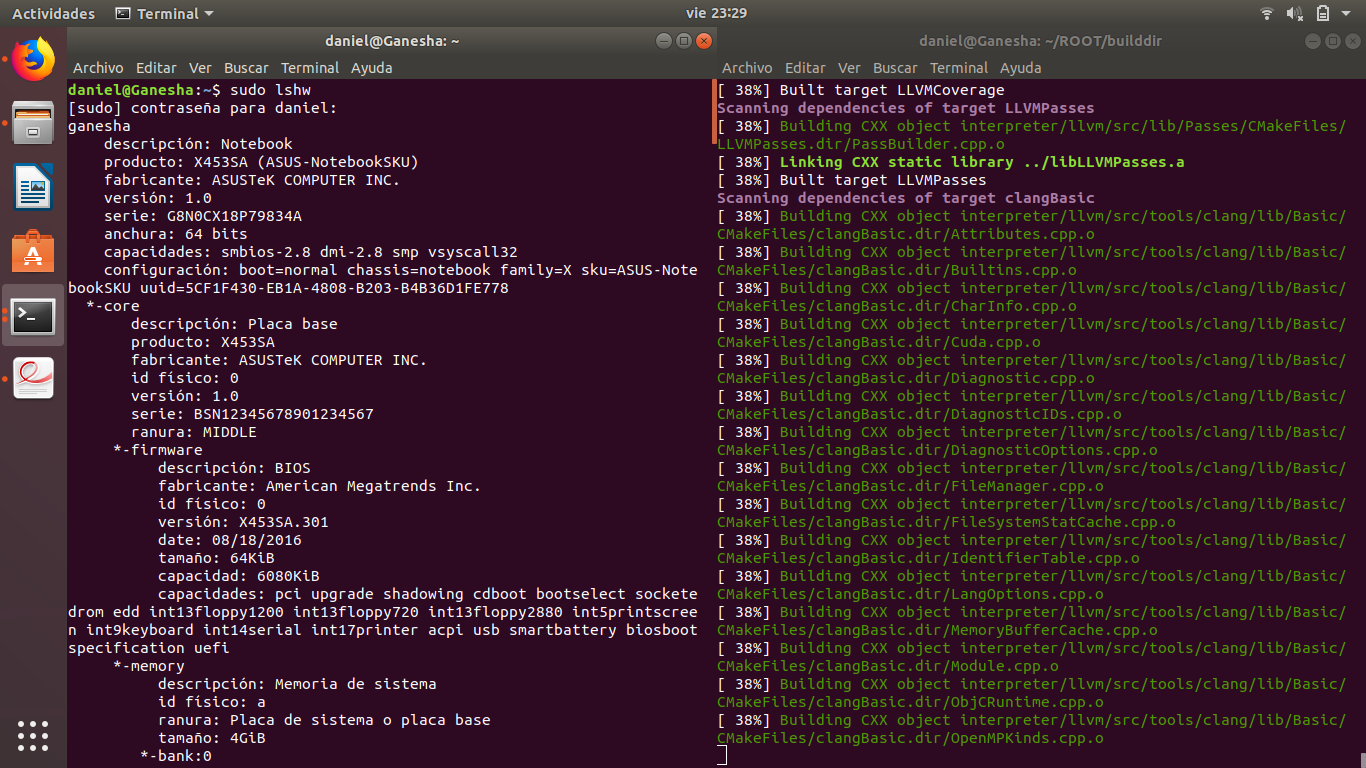 Actividades
Terminal
vie 23:29
daniel@Ganesha: ~
Archivo Editar Ver Buscar Terminal Ayuda
daniel@Ganesha:~$ sudo lshw
[sudo] contraseña para daniel:
ganesha
descripción: Notebook
producto: X453SA (ASUS-NotebookSKU)
fabricante: ASUSTeK COMPUTER INC.
versión: 1.0
serie: G8N0CX18P79834A
anchura: 64 bits
capacidades: smbios-2.8 dmi-2.8 smp vsyscall32
configuración: boot=normal chassis=notebook family=X sku=ASUS-Note
bookSKU uuid=5CF1F430-EB1A-4808-B203-B4B36D1FE778
*-core
descripción: Placa base
producto: X453SA
fabricante: ASUSTeK COMPUTER INC.
id físico: 0
versión: 1.0
serie: BSN12345678901234567
ranura: MIDDLE
*-firmware
descripción: BIOS
fabricante: American Megatrends Inc.
id físico: 0
versión: X453SA.301
date: 08/18/2016
tamaño: 64KiB
capacidad: 6080KiB
capacidades: pci upgrade shadowing cdboot bootselect sockete
drom edd int13floppy1200 int13floppy720 int13floppy2880 int5printscree
n int9keyboard int14serial int17printer acpi usb smartbattery biosboot
specification uefi
*-memory
descripción: Memoria de sistema
id físico: a
ranura: Placa de sistema o placa base
tamaño: 4GiB
*-bank:0
daniel@Ganesha: ~/ROOT/builddir
Archivo Editar Ver Buscar Terminal Ayuda
[ 38%] Built target LLVMCoverage
Scanning dependencies of target LLVMPasses
[ 38%] Building CXX object interpreter/llvm/src/lib/Passes/CMakeFiles/
LLVMPasses.dir/PassBuilder.cpp.o
[ 38%] Linking CXX static library ../libLLVMPasses.a
[ 38%] Built target LLVMPasses
Scanning dependencies of target clangBasic
[ 38%] Building CXX object interpreter/llvm/src/tools/clang/lib/Basic/
CMakeFiles/clangBasic.dir/Attributes.cpp.o
[ 38%] Building CXX object interpreter/llvm/src/tools/clang/lib/Basic/
CMakeFiles/clangBasic.dir/Builtins.cpp.o
[ 38%] Building CXX object interpreter/llvm/src/tools/clang/lib/Basic/
CMakeFiles/clangBasic.dir/CharInfo.cpp.o
[ 38%] Building CXX object interpreter/llvm/src/tools/clang/lib/Basic/
CMakeFiles/clangBasic.dir/Cuda.cpp.o
[ 38%] Building CXX object interpreter/llvm/src/tools/clang/lib/Basic/
CMakeFiles/clangBasic.dir/Diagnostic.cpp.o
[ 38%] Building CXX object interpreter/llvm/src/tools/clang/lib/Basic/
CMakeFiles/clangBasic.dir/DiagnosticIDs.cpp.o
[ 38%] Building CXX object interpreter/llvm/src/tools/clang/lib/Basic/
CMakeFiles/clangBasic.dir/DiagnosticOptions.cpp.o
[ 38%] Building CXX object interpreter/llvm/src/tools/clang/lib/Basic/
CMakeFiles/clangBasic.dir/FileManager.cpp.o
[ 38%] Building CXX object interpreter/llvm/src/tools/clang/lib/Basic/
CMakeFiles/clangBasic.dir/FileSystemStatCache.cpp.o
[ 38%] Building CXX object interpreter/llvm/src/tools/clang/lib/Basic/
CMakeFiles/clangBasic.dir/IdentifierTable.cpp.o
[ 38%] Building CXX object interpreter/llvm/src/tools/clang/lib/Basic/
CMakeFiles/clangBasic.dir/LangOptions.cpp.o
[ 38%] Building CXX object interpreter/llvm/src/tools/clang/lib/Basic/
CMakeFiles/clangBasic.dir/MemoryBufferCache.cpp.o
[ 38%] Building CXX object interpreter/llvm/src/tools/clang/lib/Basic/
CMakeFiles/clangBasic.dir/Module.cpp.o
[ 38%] Building CXX object interpreter/llvm/src/tools/clang/lib/Basic/
CMakeFiles/clangBasic.dir/ObjCRuntime.cpp.o
[ 38%] Building CXX object interpreter/llvm/src/tools/clang/lib/Basic/
CMakeFiles/clangBasic.dir/OpenMPKinds.cpp.o